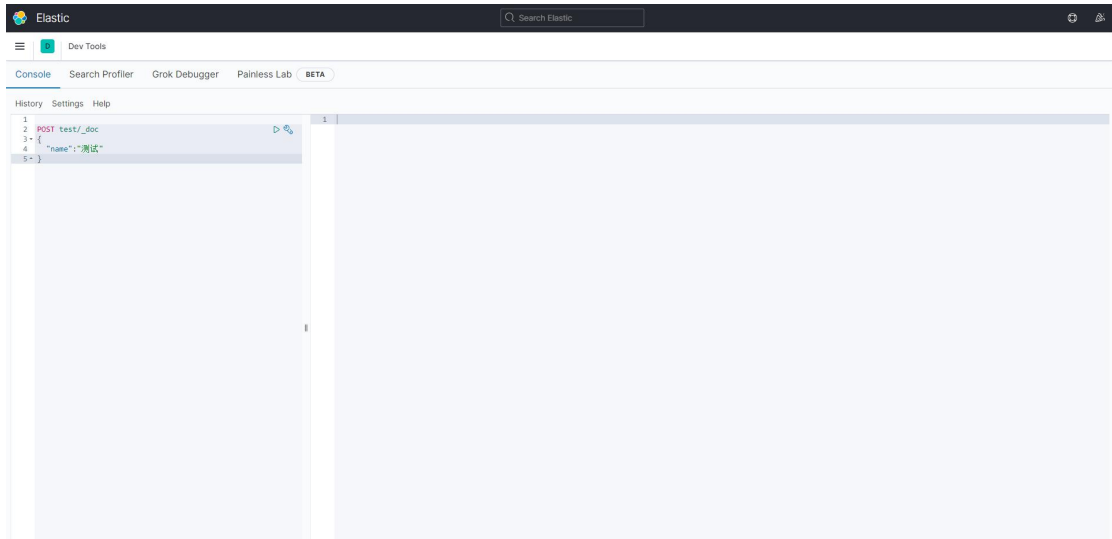 Elastic
Search Elastic
D Dev Tools
Console Search Profiler Grok Debugger Painless Lab BETA
History Settings Help
1
2 POST test/_doc
3 {
4 "name":"测试"
5 }
1